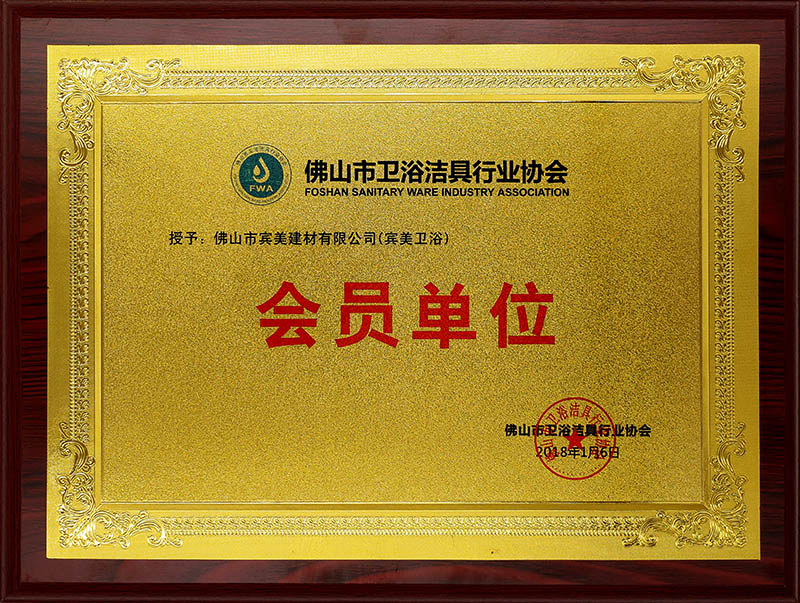 FWA
佛山市卫浴洁具行业协会
FOSHAN SANITARY WARE INDUSTRY ASSOCIATION
授予：佛山市宾美建材有限公司(宾美卫浴)
会员单位
佛山市卫浴洁具行业协会
2018年1月6日